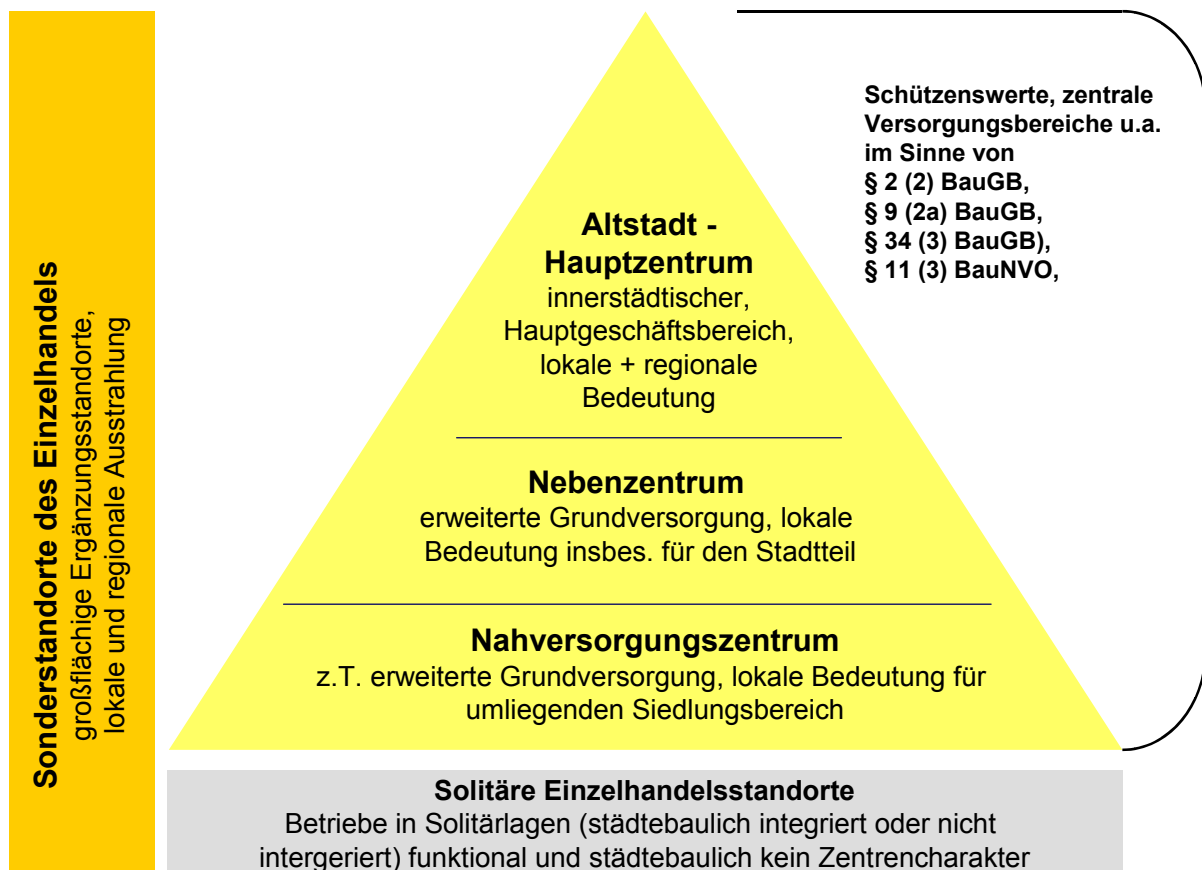 Sonderstandorte des Einzelhandels
großflächige Ergänzungsstandorte,
lokale und regionale Ausstrahlung
Altstadt -
Hauptzentrum
innerstädtischer,
Hauptgeschäftsbereich,
lokale + regionale
Bedeutung
Nebenzentrum
erweiterte Grundversorgung, lokale
Bedeutung insbes. für den Stadtteil
Nahversorgungszentrum
z.T. erweiterte Grundversorgung, lokale Bedeutung für
umliegenden Siedlungsbereich
Schützenswerte, zentrale
Versorgungsbereiche u.a.
im Sinne von
§ 2 (2) BauGB,
§ 9 (2a) BauGB,
§ 34 (3) BauGB),
§ 11 (3) BauNVO,
Solitäre Einzelhandelsstandorte
Betriebe in Solitärlagen (städtebaulich integriert oder nicht
intergeriert) funktional und städtebaulich kein Zentrencharakter